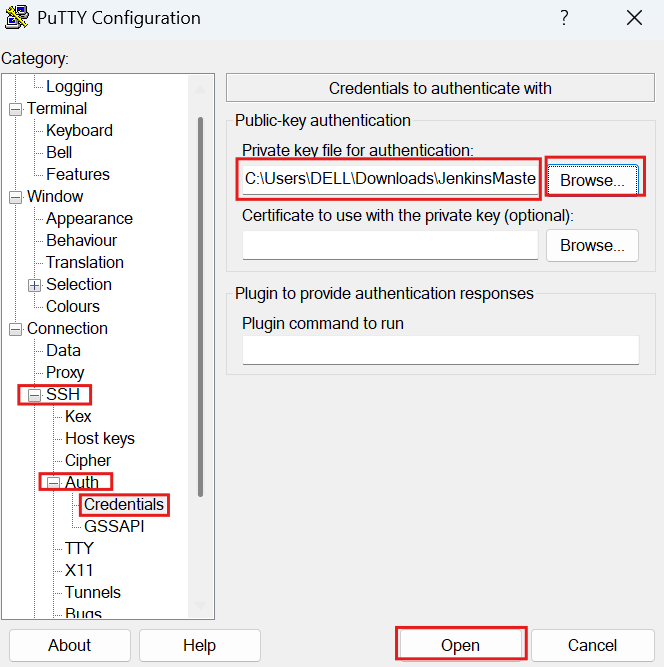 PuTTY Configuration
?
Category:
Logging
Terminal
Keyboard
Bell
Features
Window
Appearance
Behaviour
Translation
Selection
Colours
Connection
Data
Proxy
SSH
Kex
Host keys
Cipher
Auth
Credentials
GSSAPI
TTY
X11
Tunnels
Bugs
Credentials to authenticate with
Public-key authentication
Private key file for authentication:
C:\Users\DELL\Downloads\JenkinsMaste
Browse...
Certificate to use with the private key (optional):
Browse...
Plugin to provide authentication responses
Plugin command to run
About
Help
Open
Cancel